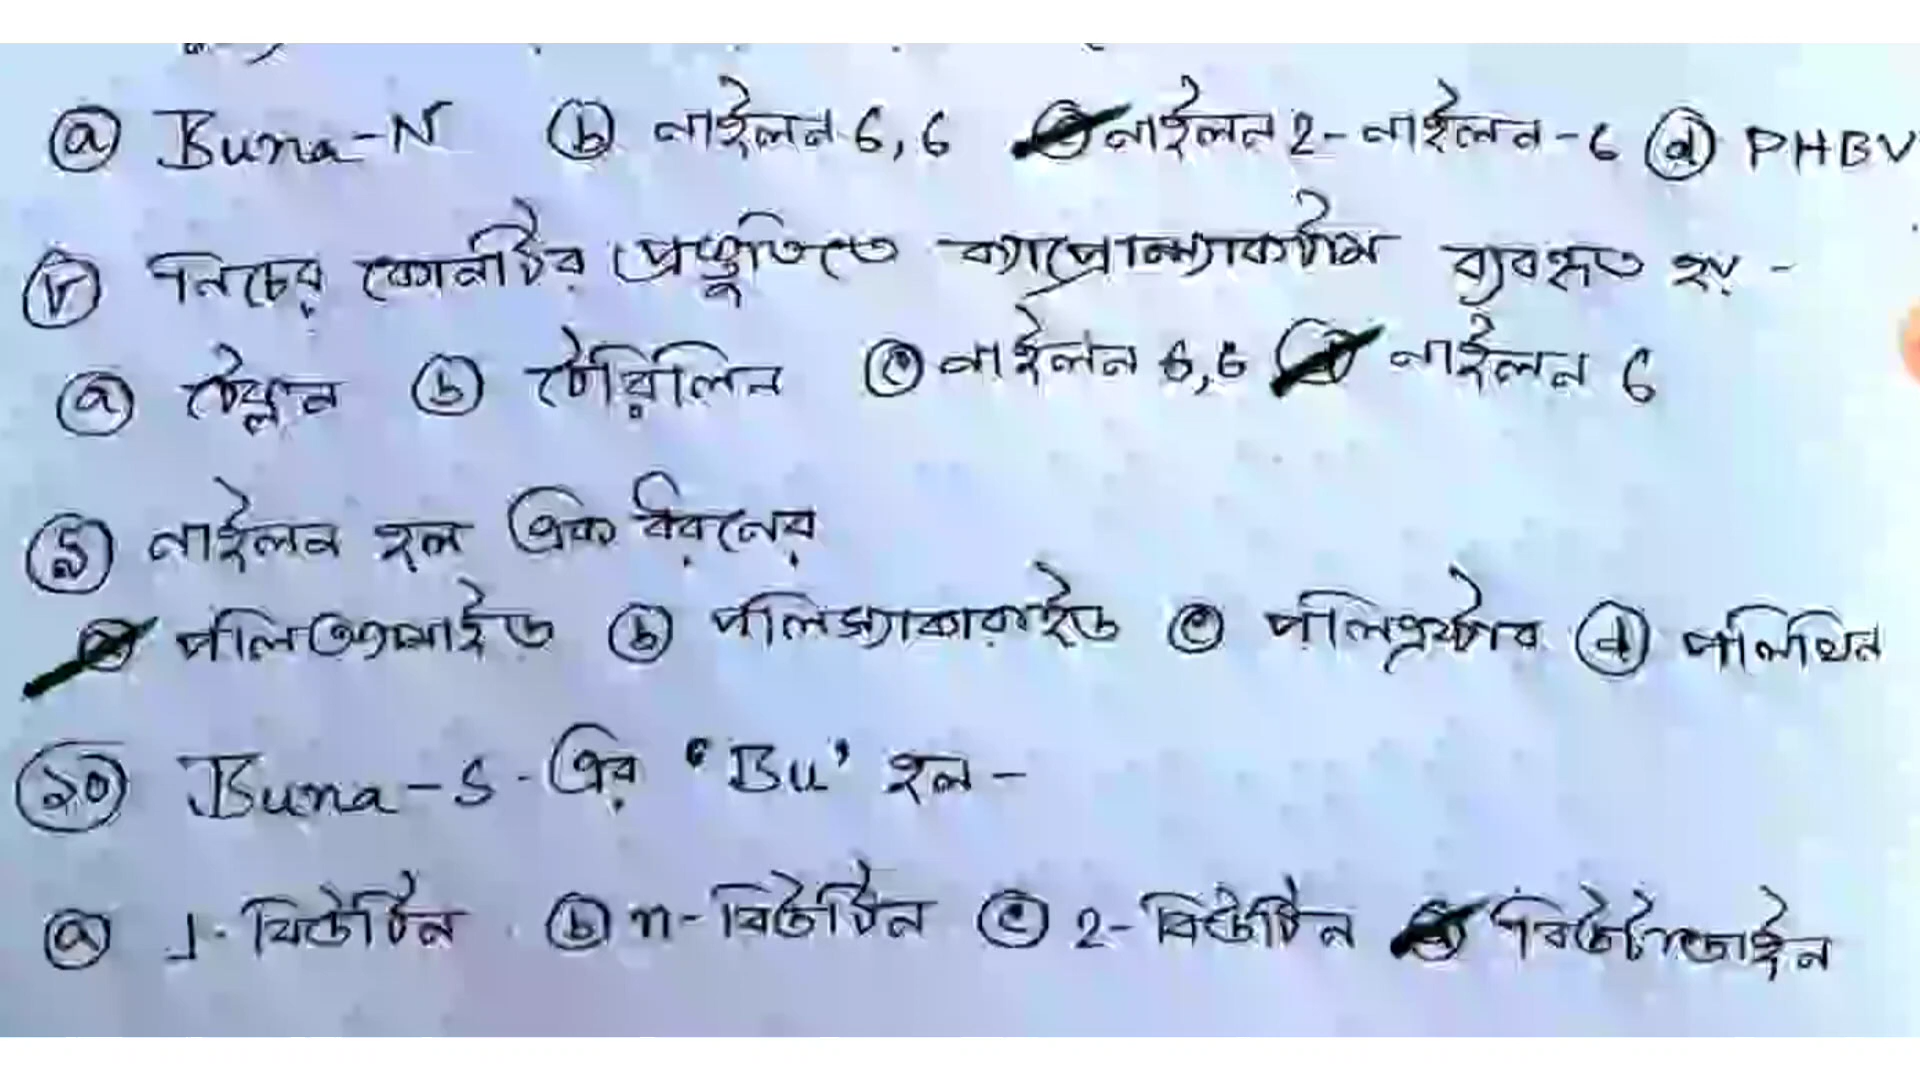 ⓐ Buna-N ⓑ নাইলন 6,6 ⓒ নাইলন 2-নাইলন-6 ⓓ PHBV
৮ নিচের কোনটির প্রস্তুতিতে ক্যাপ্রোল্যাকটাম ব্যবহৃত হয় -
ⓐ টেফ্লন ⓑ টেরিলিন ⓒ নাইলন 6,6 ⓓ নাইলন 6
৯ নাইলন হল এক ধরনের
ⓐ পলিঅ্যামাইড ⓑ পলিস্যাকারাইড ⓒ পলিএস্টার ⓓ পলিথিন
১০ Buna-S-এর 'Bu' হল-
ⓐ 1-বিউটিন ⓑ n-বিউটিন ⓒ 2-বিউটিন ⓓ বিউটাডাইন